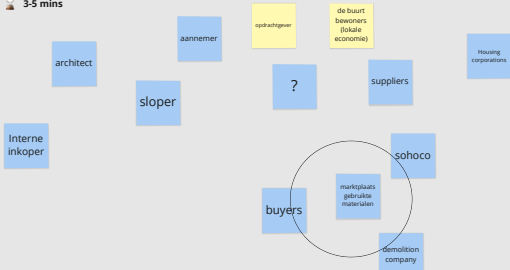 3-5 mins
opdrachtgever
de buurt
bewoners
(lokale
economie)
aannemer
architect
Housing
corporations
sloper
?
suppliers
Interne
inkoper
sohoco
marktplaats
gebruikte
materialen
buyers
demolition
company